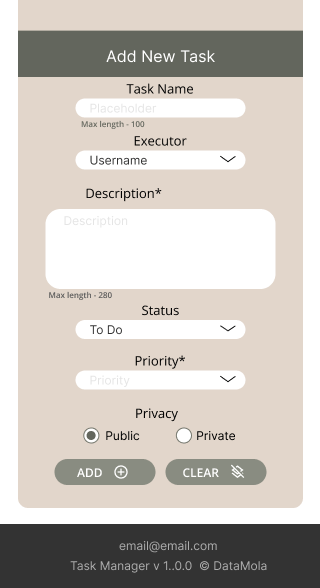 Add New Task
Task Name
Placeholder
Max length - 100
Executor
Username
Description*
Description
Max length - 280
Status
To Do
Priority*
Priority
Privacy
Public Private
ADD CLEAR
email@email.com
Task Manager v 1..0.0 © DataMola